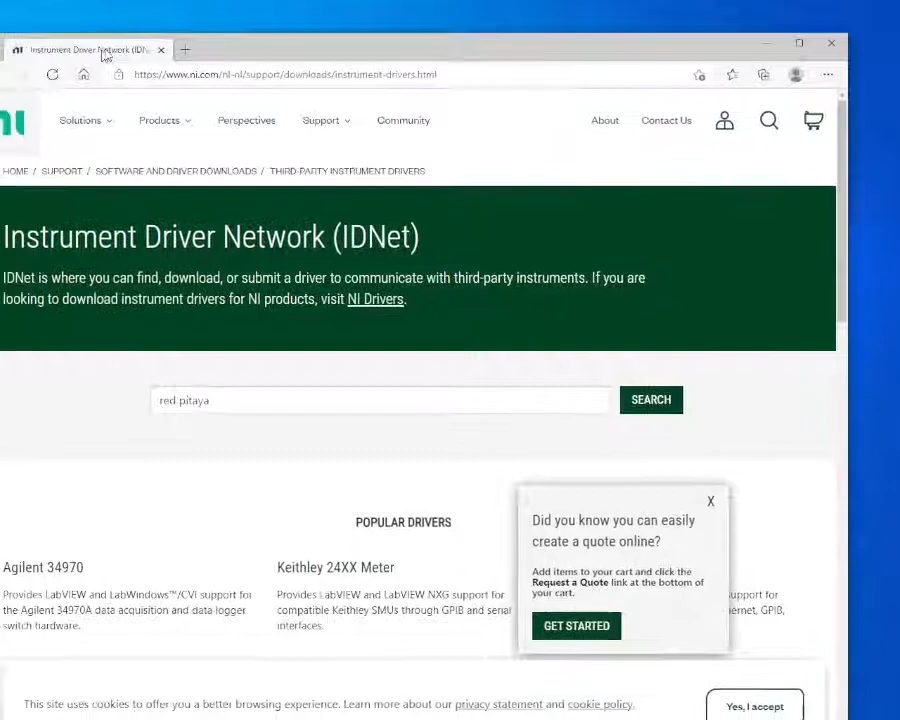 Instrument Driver Network (IDN
https://www.ni.com/nl-nl/support/downloads/instrument-drivers.html
ni
Solutions
Products
Perspectives
Support
Community
About
Contact Us
HOME / SUPPORT / SOFTWARE AND DRIVER DOWNLOADS / THIRD-PARTY INSTRUMENT DRIVERS
Instrument Driver Network (IDNet)
IDNet is where you can find, download, or submit a driver to communicate with third-party instruments. If you are
looking to download instrument drivers for NI products, visit NI Drivers.
red pitaya
SEARCH
POPULAR DRIVERS
Agilent 34970
Provides LabVIEW and LabWindows™/CVI support for
the Agilent 34970A data acquisition and data logger
switch hardware.
Keithley 24XX Meter
Provides LabVIEW and LabVIEW NXG support for
compatible Keithley SMUs through GPIB and serial
interfaces.
support for
ernet, GPIB,
X
Did you know you can easily
create a quote online?
Add items to your cart and click the
Request a Quote link at the bottom of
your cart.
GET STARTED
This site uses cookies to offer you a better browsing experience. Learn more about our privacy statement and cookie policy.
Yes, I accept